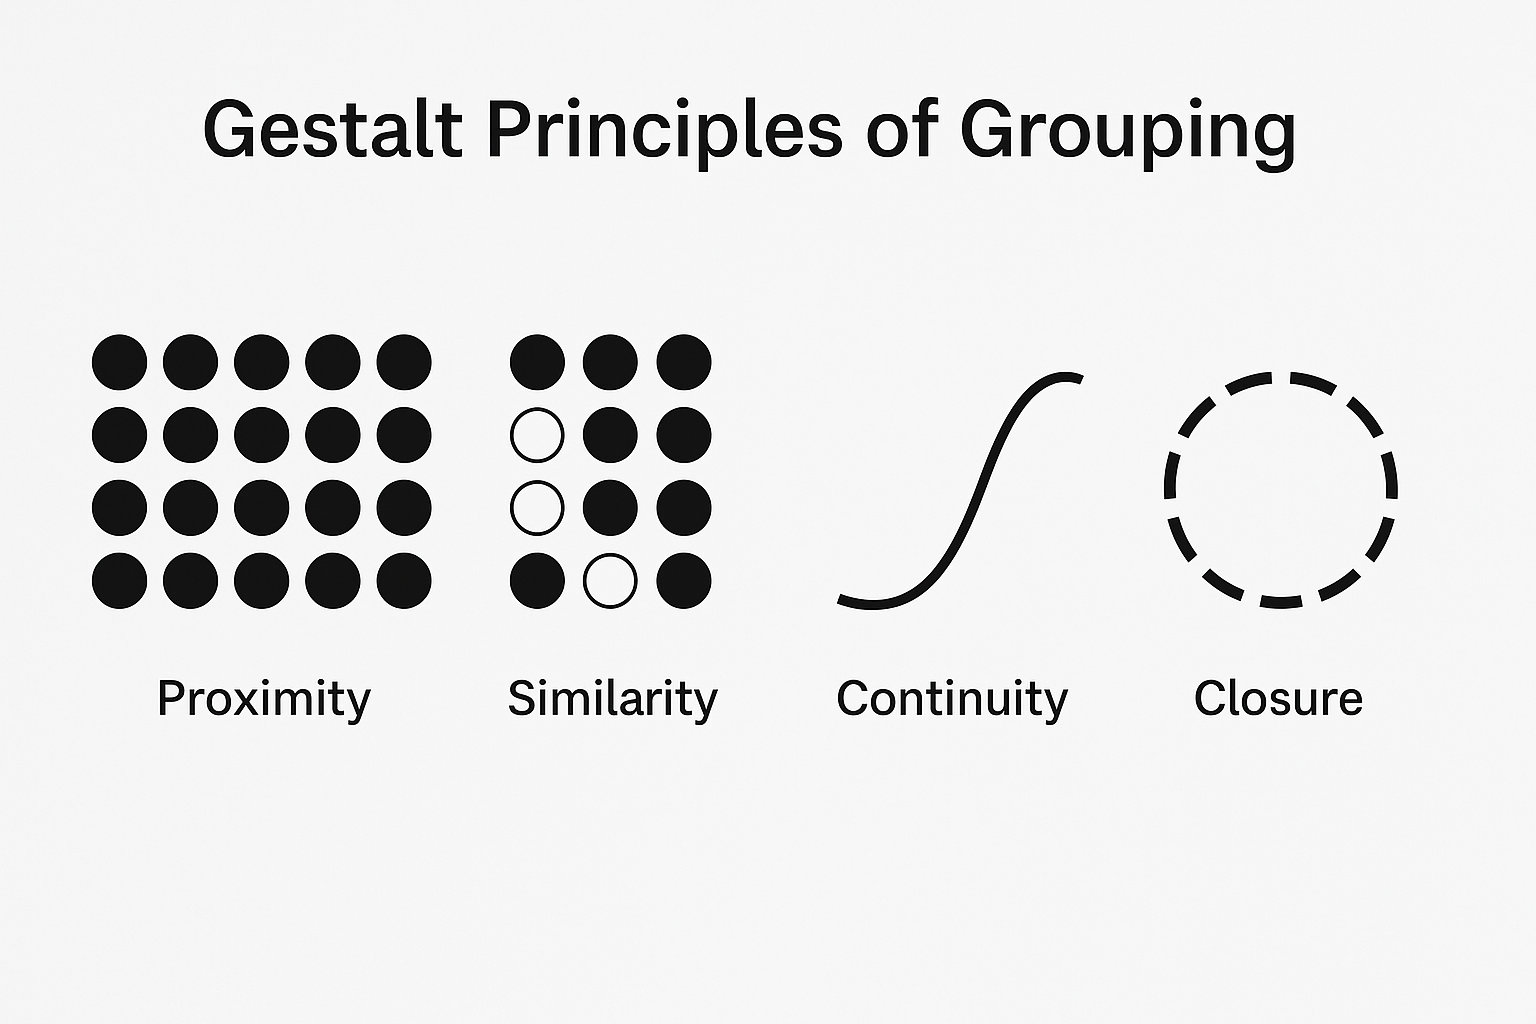 Gestalt Principles of Grouping
Proximity
Similarity
Continuity
Closure